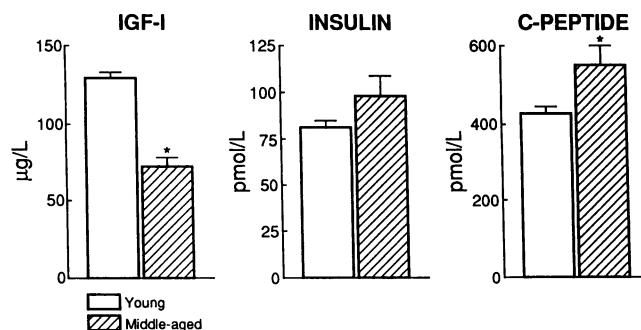 IGF-I INSULIN C-PEPTIDE
150 125 600
100 100 400
50 75 200
0 50 0
25
0
µg/L pmol/L pmol/L
* *
Young
Middle-aged